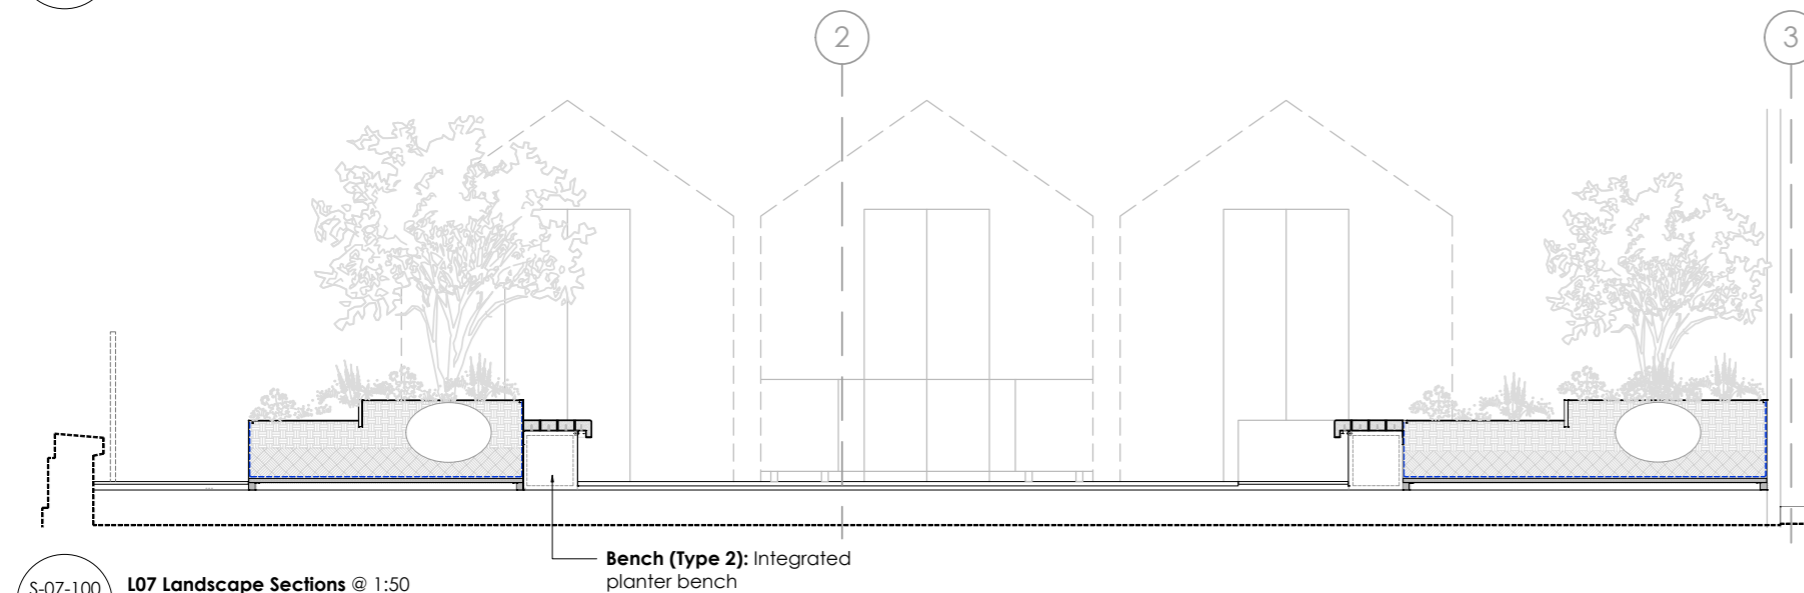 2
3
Bench (Type 2): Integrated
planter bench
S-07-100
L07 Landscape Sections @ 1:50